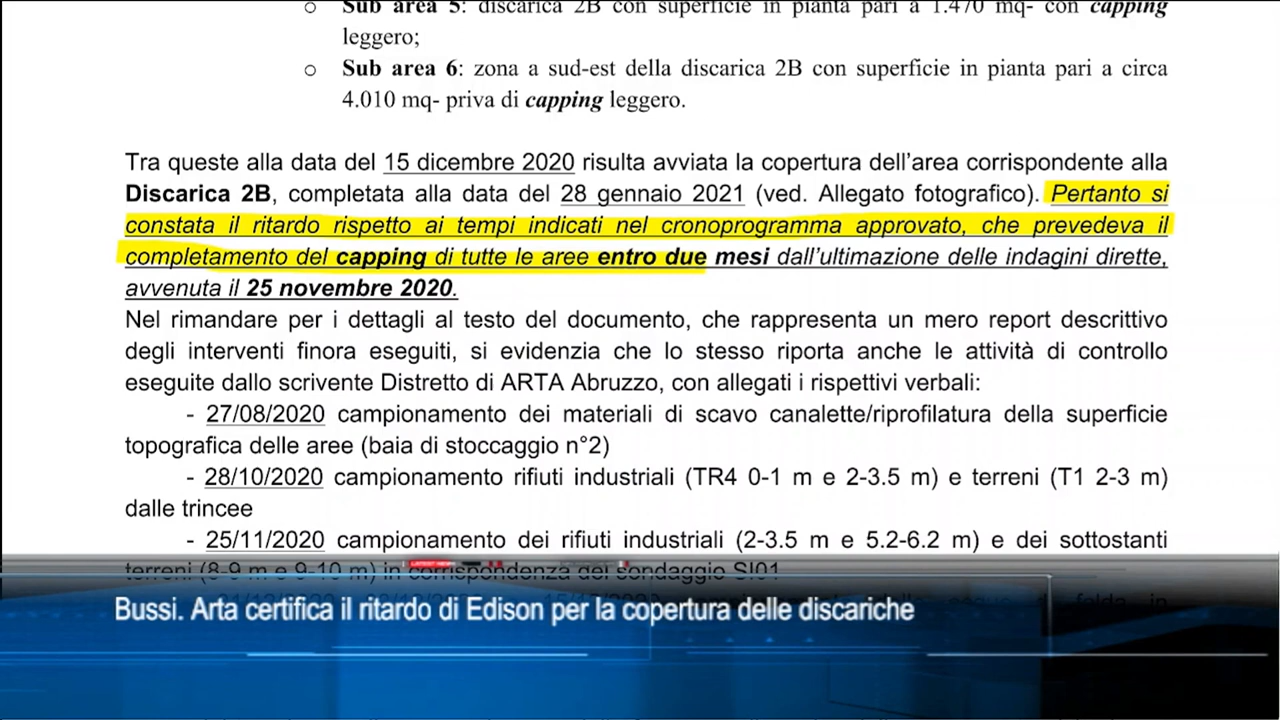 ○ Sub area 5: discarica 2B con superficie in pianta pari a 1.470 mq- con capping
leggero;
○ Sub area 6: zona a sud-est della discarica 2B con superficie in pianta pari a circa
4.010 mq- priva di capping leggero.
Tra queste alla data del 15 dicembre 2020 risulta avviata la copertura dell'area corrispondente alla
Discarica 2B, completata alla data del 28 gennaio 2021 (ved. Allegato fotografico). Pertanto si
constata il ritardo rispetto ai tempi indicati nel cronoprogramma approvato, che prevedeva il
completamento del capping di tutte le aree entro due mesi dall'ultimazione delle indagini dirette,
avvenuta il 25 novembre 2020.
Nel rimandare per i dettagli al testo del documento, che rappresenta un mero report descrittivo
degli interventi finora eseguiti, si evidenzia che lo stesso riporta anche le attività di controllo
eseguite dallo scrivente Distretto di ARTA Abruzzo, con allegati i rispettivi verbali:
- 27/08/2020 campionamento dei materiali di scavo canalette/riprofilatura della superficie
topografica delle aree (baia di stoccaggio n°2)
- 28/10/2020 campionamento rifiuti industriali (TR4 0-1 m e 2-3.5 m) e terreni (T1 2-3 m)
dalle trincee
- 25/11/2020 campionamento dei rifiuti industriali (2-3.5 m e 5.2-6.2 m) e dei sottostanti
terreni (8-9 m e 9-10 m) in corrispondenza del sondaggio SI01
Bussi. Arta certifica il ritardo di Edison per la copertura delle discariche